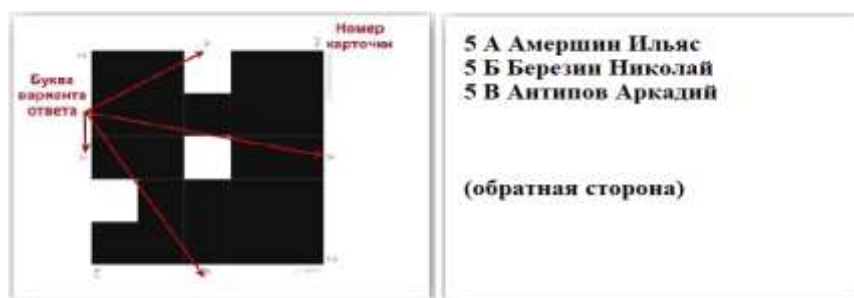 Номер
карточки
Буква
варианта
ответа
5 А Амершин Ильяс
5 Б Березин Николай
5 В Антипов Аркадий
(обратная сторона)